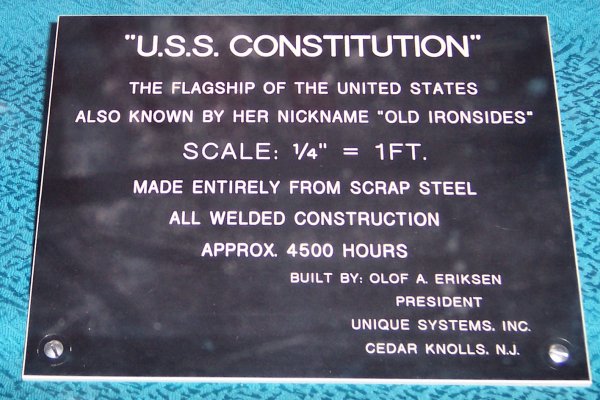 "U.S.S. CONSTITUTION"
THE FLAGSHIP OF THE UNITED STATES
ALSO KNOWN BY HER NICKNAME "OLD IRONSIDES"
SCALE: 1/4" = 1FT.
MADE ENTIRELY FROM SCRAP STEEL
ALL WELDED CONSTRUCTION
APPROX. 4500 HOURS
BUILT BY: OLOF A. ERIKSEN
PRESIDENT
UNIQUE SYSTEMS, INC.
CEDAR KNOLLS, N.J.